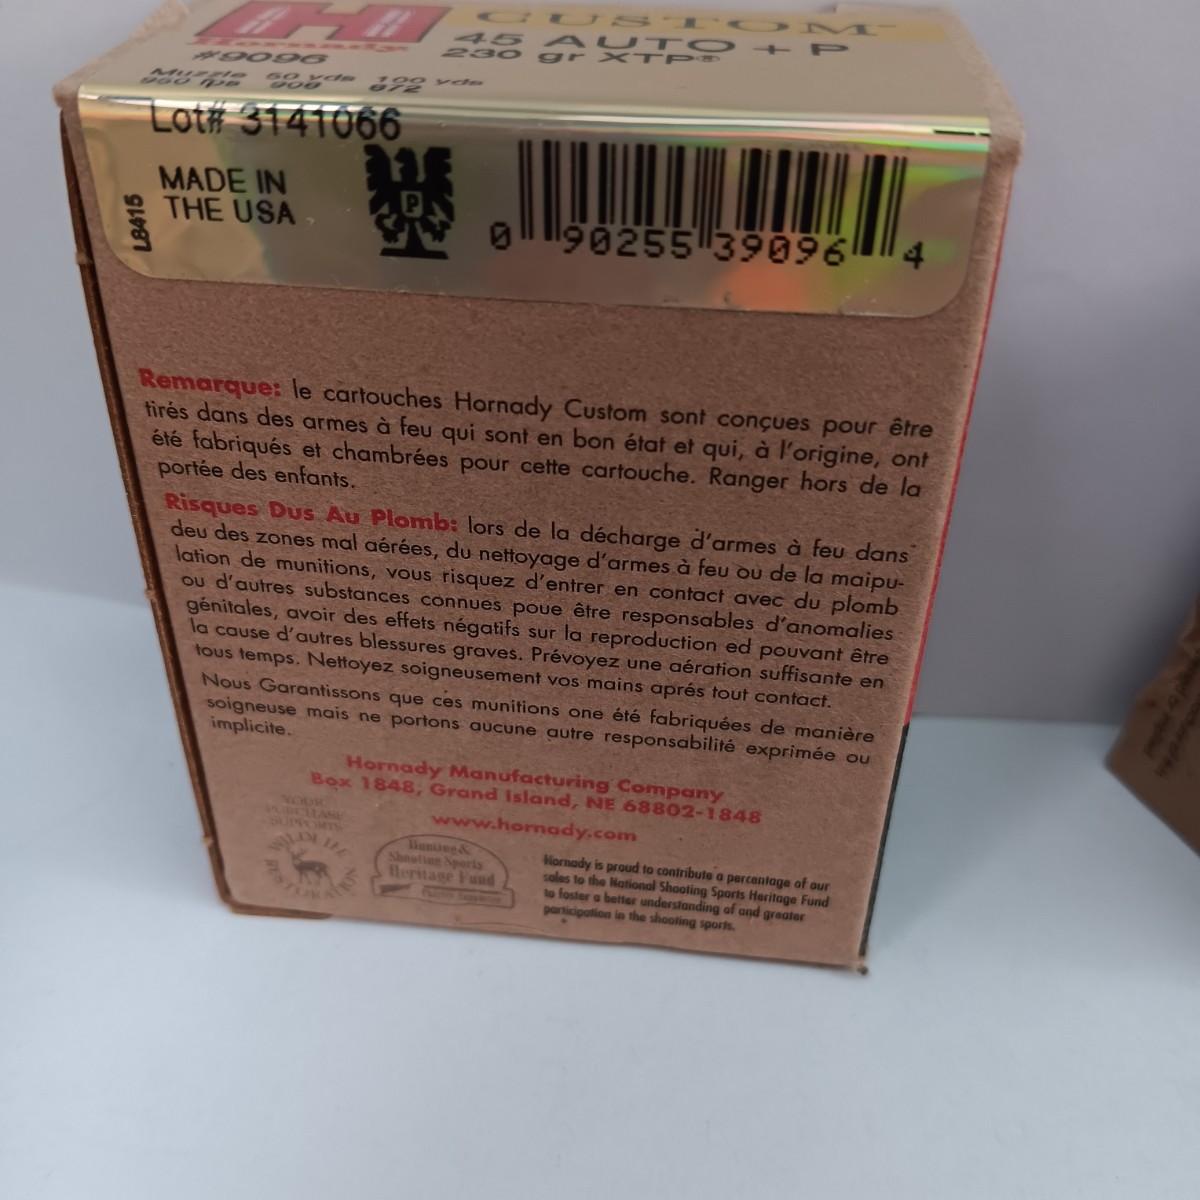 CUSTOM
Hornady
45 AUTO + P
#9096
230 gr XTP®
Muzzle 50 yds 100 yds
950 fps 908 872
Lot# 3141066
MADE IN
THE USA
L8415
P
0 90255 39096 4
Remarque: le cartouches Hornady Custom sont conçues pour être
tirés dans des armes à feu qui sont en bon état et qui, à l'origine, ont
été fabriqués et chambrées pour cette cartouche. Ranger hors de la
portée des enfants.
Risques Dus Au Plomb: lors de la décharge d'armes à feu dans
deu des zones mal aérées, du nettoyage d'armes à feu ou de la maipu-
lation de munitions, vous risquez d'entrer en contact avec du plomb
ou d'autres substances connues poue être responsables d'anomalies
génitales, avoir des effets négatifs sur la reproduction ed pouvant être
la cause d'autres blessures graves. Prévoyez une aération suffisante en
tous temps. Nettoyez soigneusement vos mains aprés tout contact.
Nous Garantissons que ces munitions one été fabriquées de manière
soigneuse mais ne portons aucune autre responsabilité exprimée ou
implicite.
Hornady Manufacturing Company
Box 1848, Grand Island, NE 68802-1848
www.hornady.com
YOUR
PURCHASE
SUPPORTS
WILDLIFE
RESTORATION
Hunting &
Shooting Sports
Heritage Fund
Hornady is proud to contribute a percentage of our
sales to the National Shooting Sports Heritage Fund
to foster a better understanding of and greater
participation in the shooting sports.